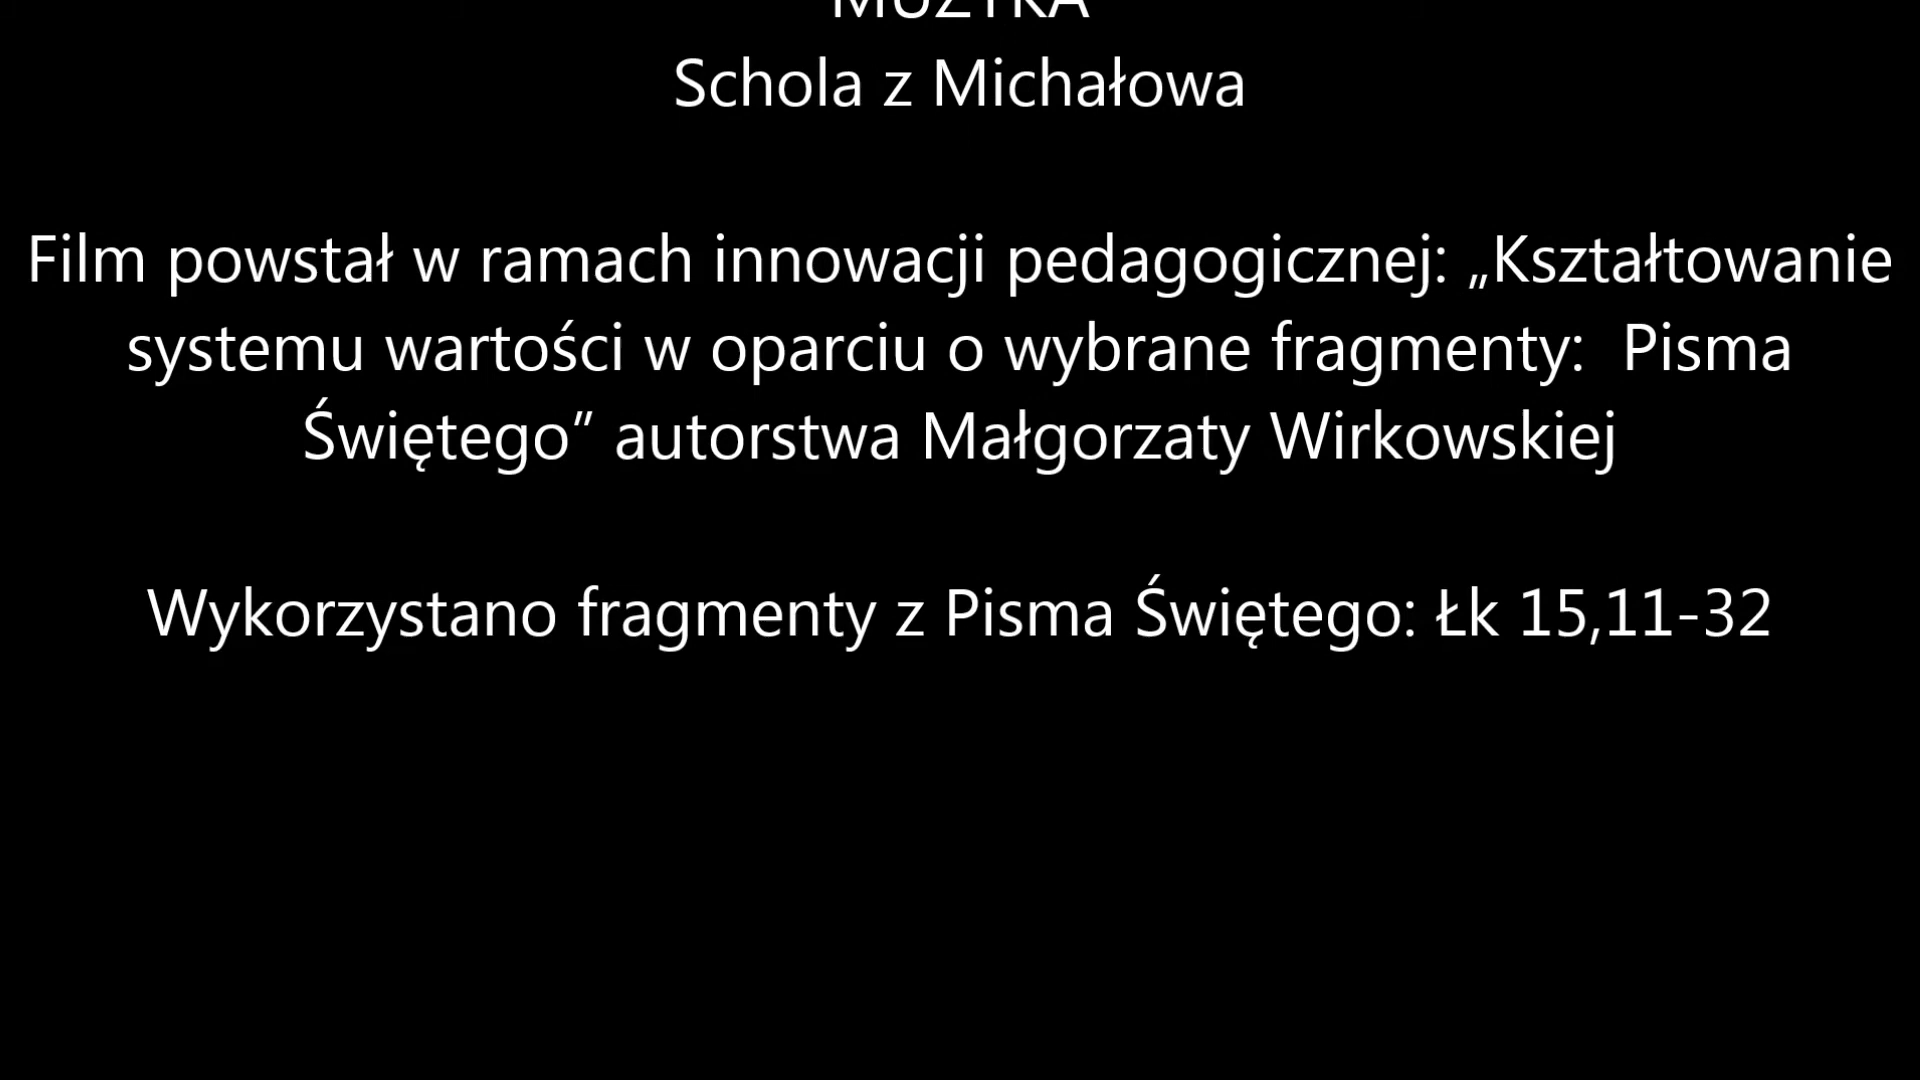 MUZYKA
Schola z Michałowa
Film powstał w ramach innowacji pedagogicznej: „Kształtowanie
systemu wartości w oparciu o wybrane fragmenty:  Pisma
Świętego” autorstwa Małgorzaty Wirkowskiej
Wykorzystano fragmenty z Pisma Świętego: Łk 15,11-32